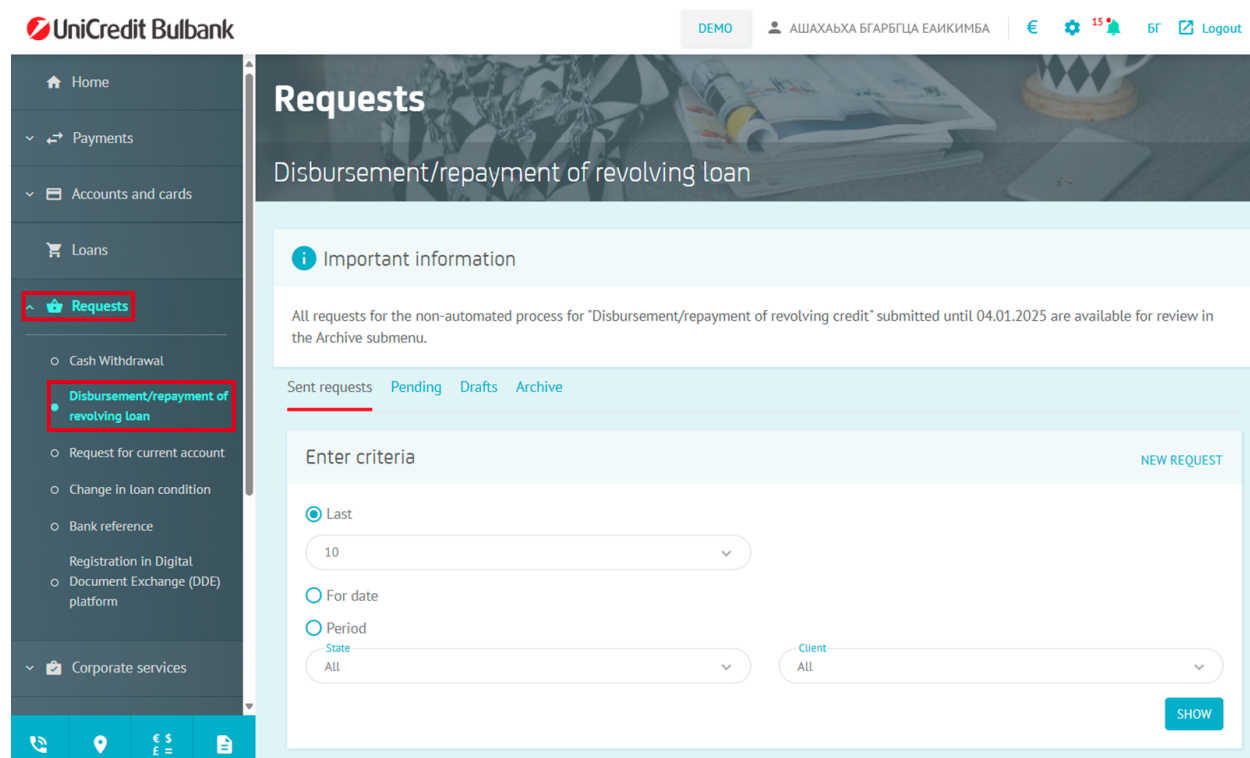 UniCredit Bulbank
DEMO
АШАХАЬХА БГАРБГЦА ЕАИКИМБА
€
15
БГ
Logout
Home
Payments
Accounts and cards
Loans
Requests
Cash Withdrawal
Disbursement/repayment of
revolving loan
Request for current account
Change in loan condition
Bank reference
Registration in Digital
Document Exchange (DDE)
platform
Corporate services
€ $
£ =
Requests
Disbursement/repayment of revolving loan
i Important information
All requests for the non-automated process for "Disbursement/repayment of revolving credit" submitted until 04.01.2025 are available for review in
the Archive submenu.
Sent requests Pending Drafts Archive
Enter criteria
NEW REQUEST
Last
10
For date
Period
State
All
Client
All
SHOW